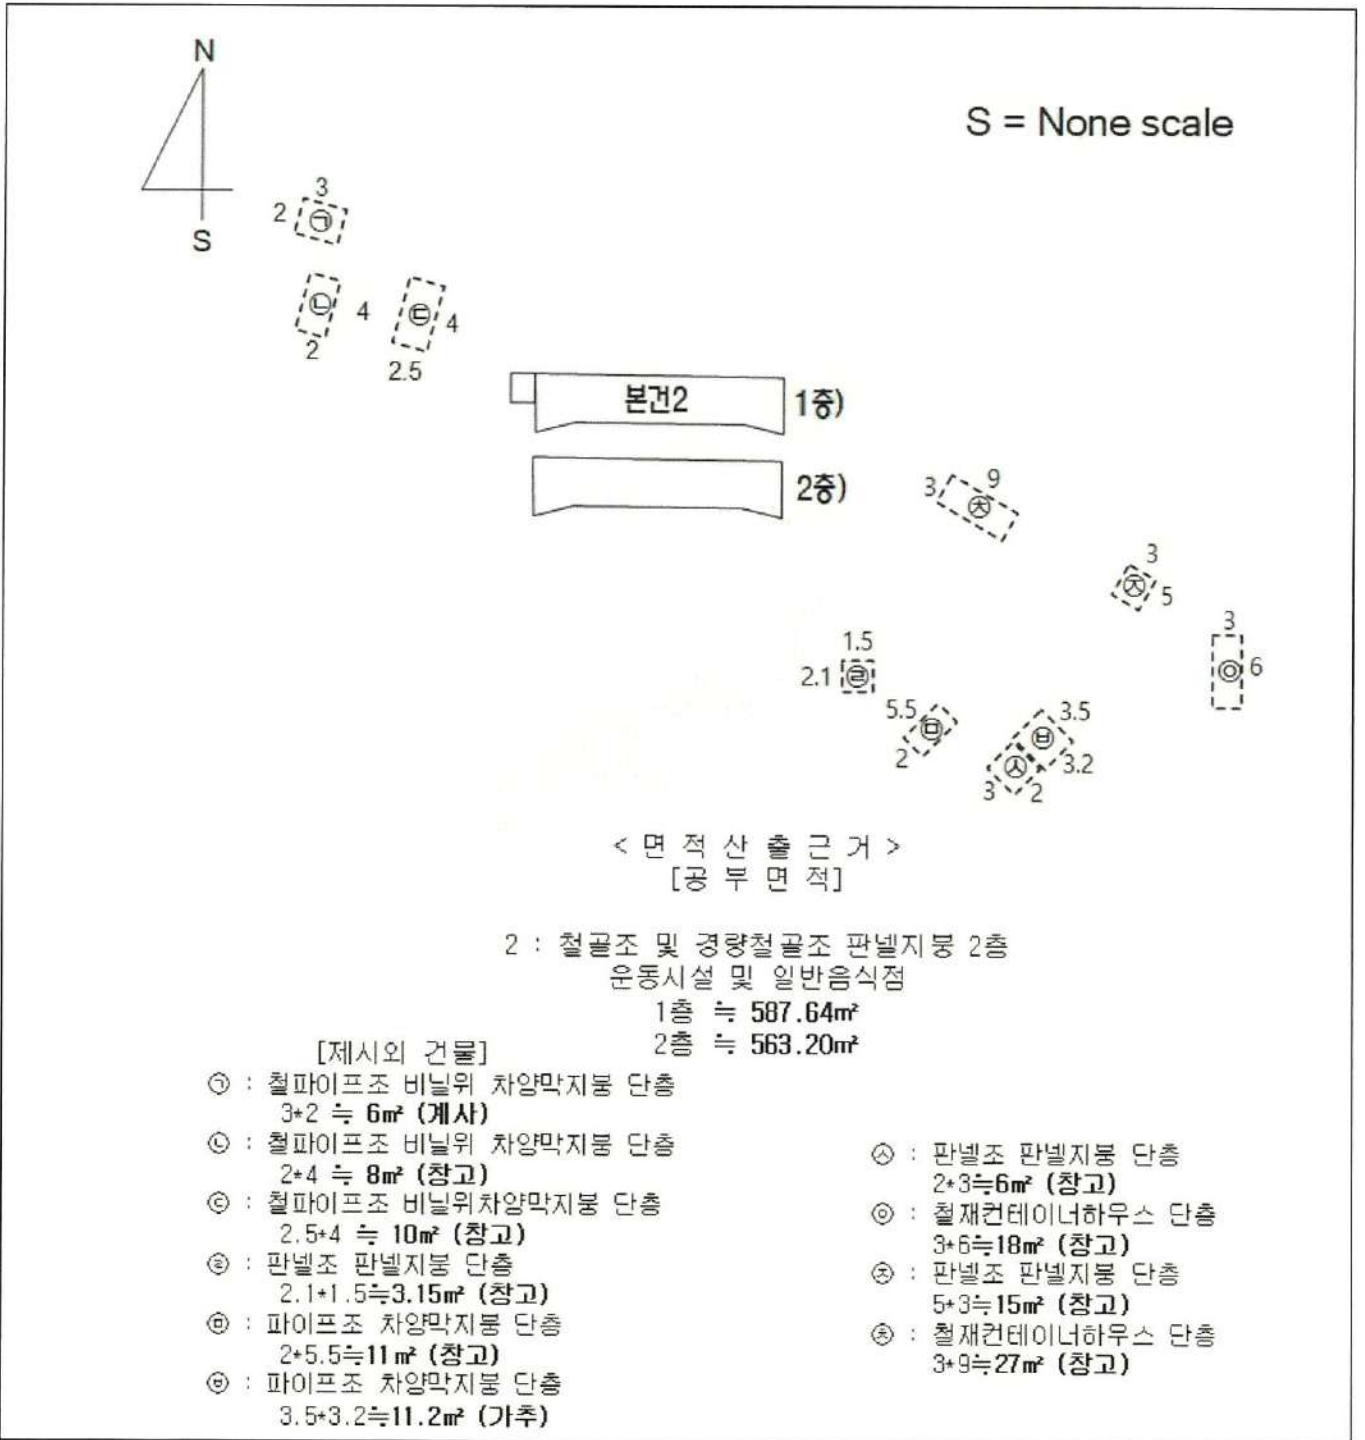 N
S = None scale
S
3
2 ㉠
㉡ 4
2
㉢ 4
2.5
본건2 1층)
2층)
9
3 ㉩
3
㉨ 5
3
㉧ 6
1.5
2.1 ㉣
5.5 ㉤
2
3.5
㉥
3.2
㉦
3 2
< 면 적 산 출 근 거 >
[공 부 면 적]
2 : 철골조 및 경량철골조 판넬지붕 2층
운동시설 및 일반음식점
1층 ≒ 587.64㎡
2층 ≒ 563.20㎡
[제시외 건물]
㉠ : 철파이프조 비닐위 차양막지붕 단층
3*2 ≒ 6㎡ (계사)
㉡ : 철파이프조 비닐위 차양막지붕 단층
2*4 ≒ 8㎡ (창고)
㉢ : 철파이프조 비닐위차양막지붕 단층
2.5*4 ≒ 10㎡ (창고)
㉣ : 판넬조 판넬지붕 단층
2.1*1.5≒3.15㎡ (창고)
㉤ : 파이프조 차양막지붕 단층
2*5.5≒11㎡ (창고)
㉥ : 파이프조 차양막지붕 단층
3.5*3.2≒11.2㎡ (가추)
㉦ : 판넬조 판넬지붕 단층
2*3≒6㎡ (창고)
㉧ : 철재컨테이너하우스 단층
3*6≒18㎡ (창고)
㉨ : 판넬조 판넬지붕 단층
5*3≒15㎡ (창고)
㉩ : 철재컨테이너하우스 단층
3*9≒27㎡ (창고)